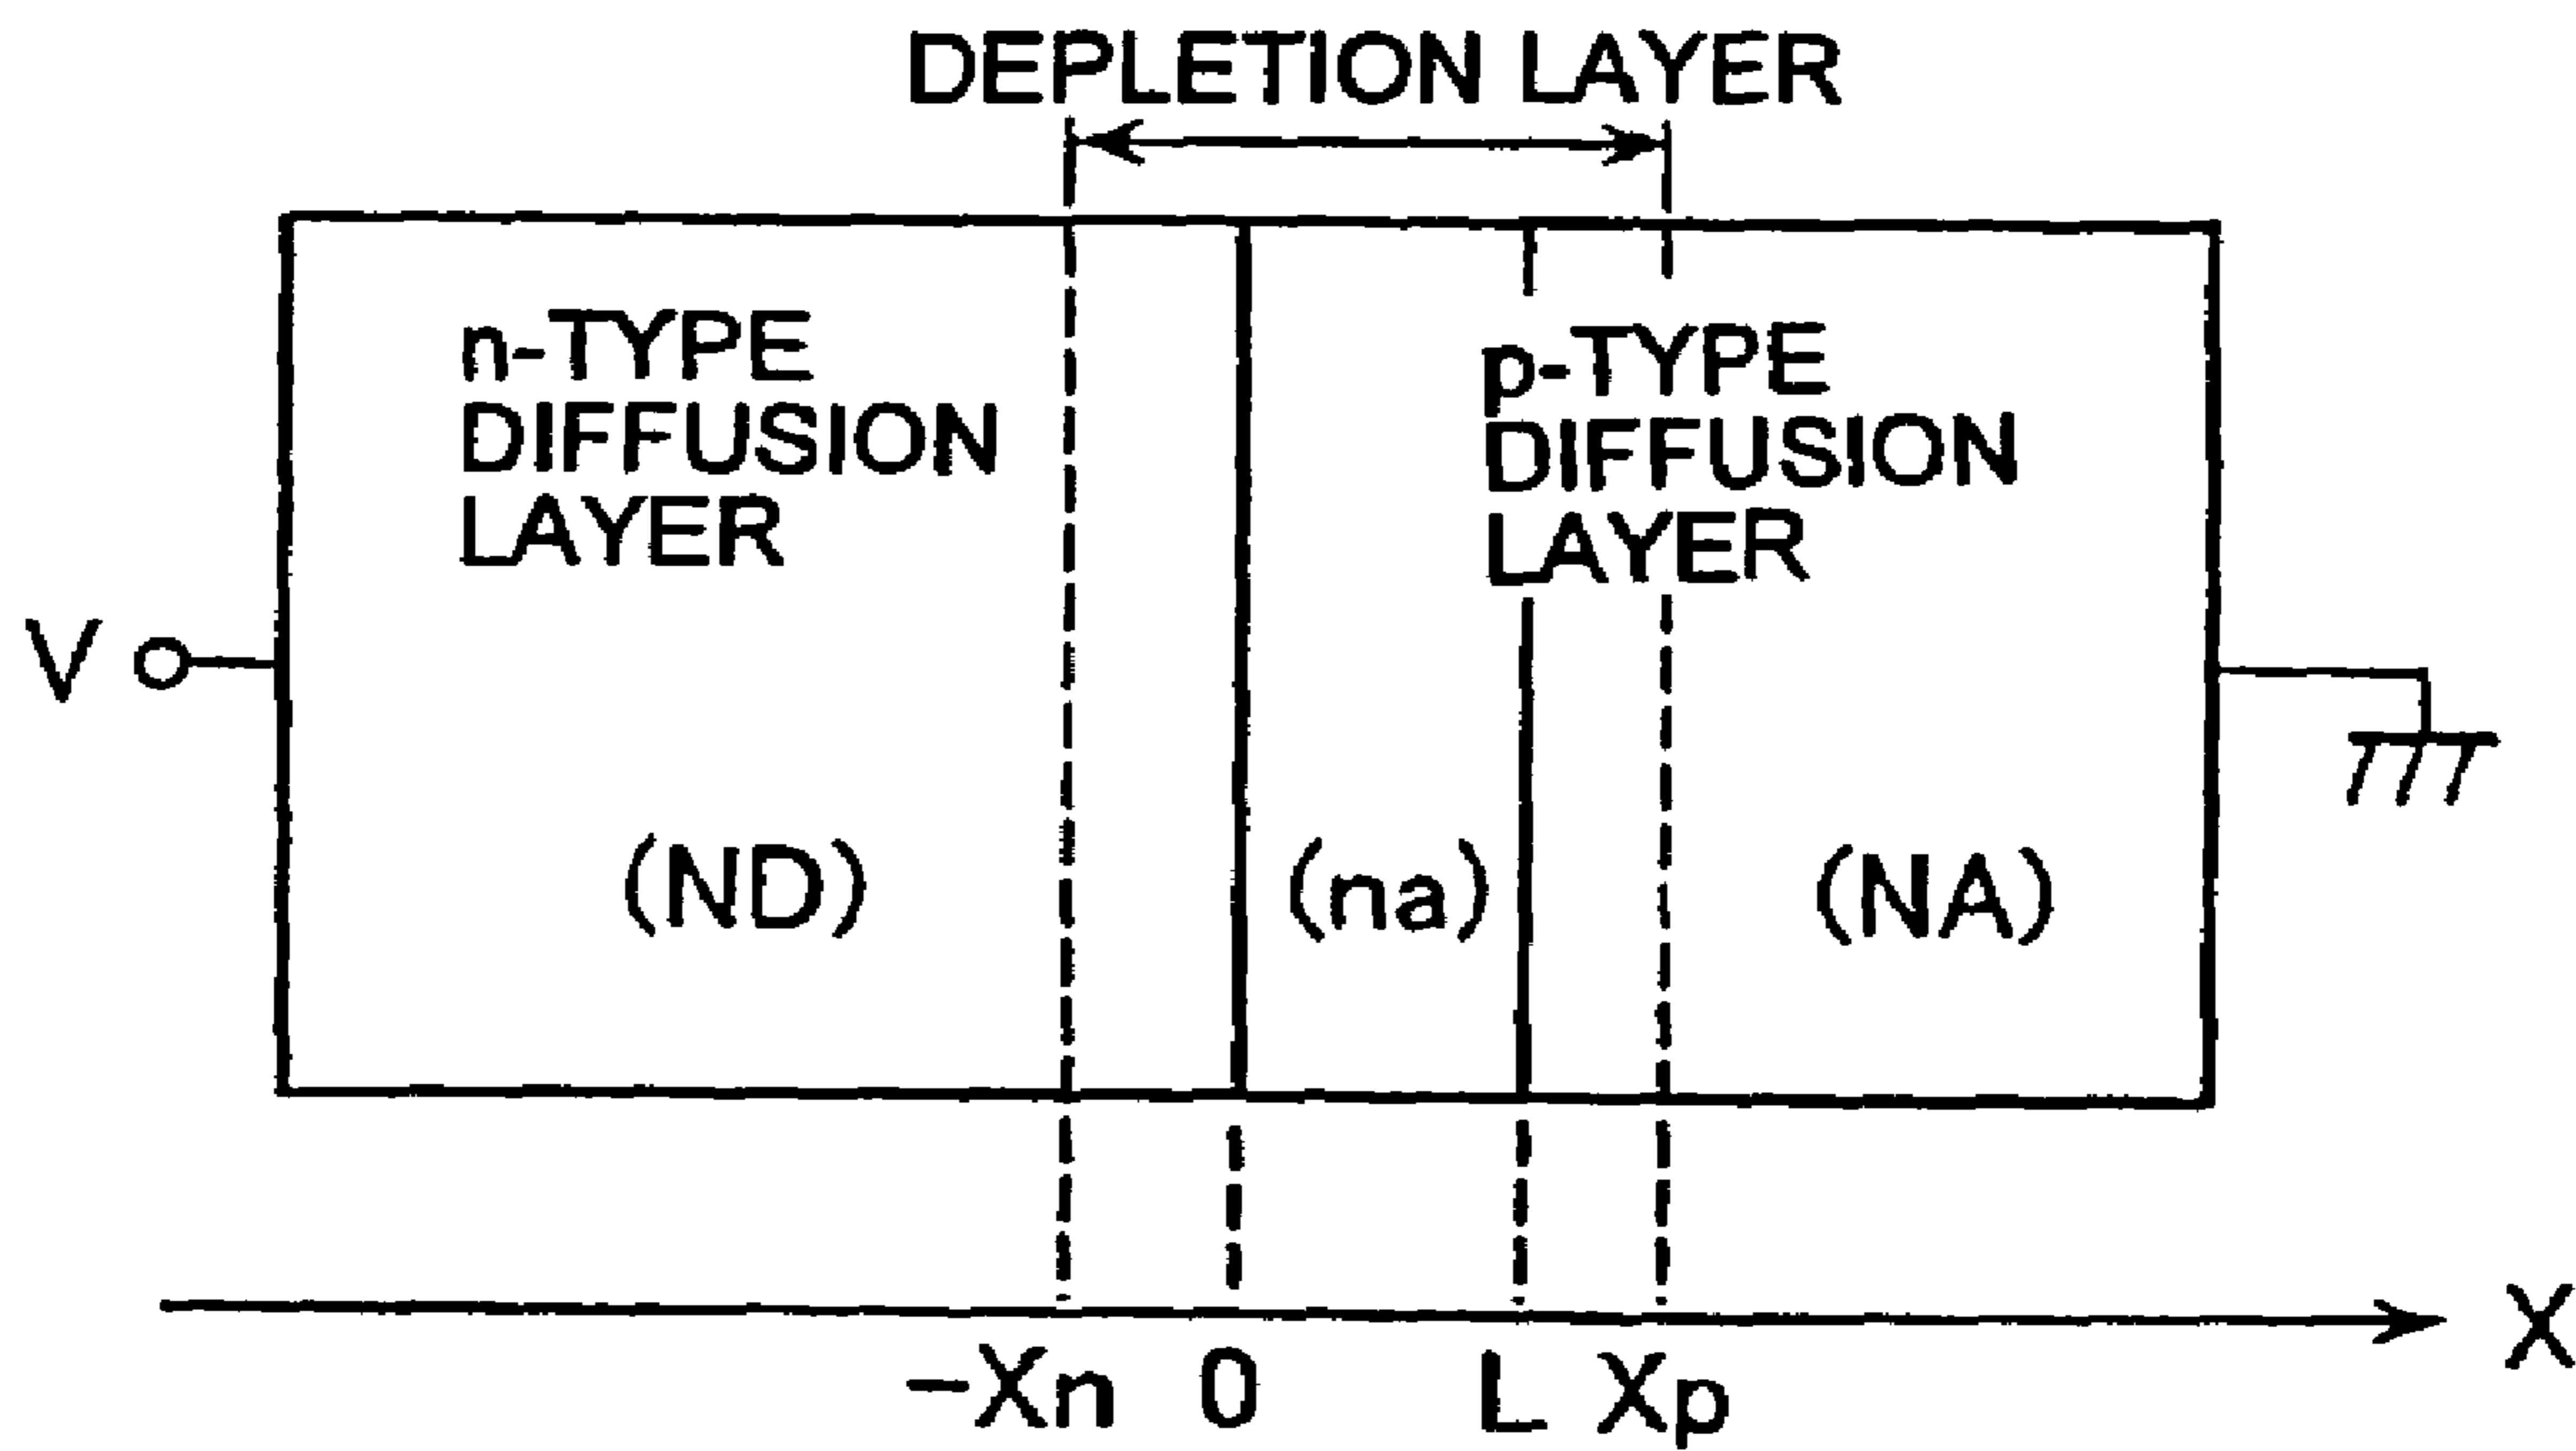 DEPLETION LAYER
n-TYPE
DIFFUSION
LAYER
p-TYPE
DIFFUSION
LAYER
V
(ND)
(na)
(NA)
-Xn
0
L
Xp
X